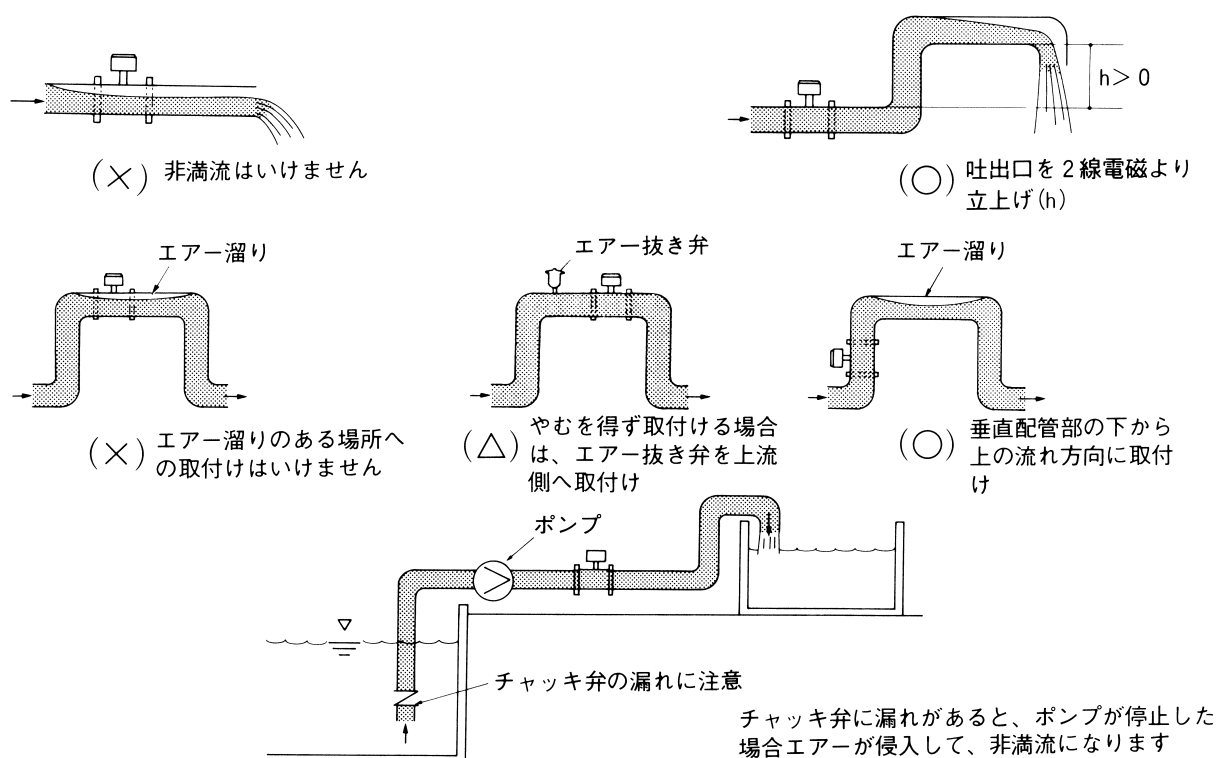 h＞0
(×) 非満流はいけません
(○) 吐出口を2線電磁より
立上げ(h)
エアー溜り
エアー抜き弁
エアー溜り
(×) エアー溜りのある場所へ
の取付けはいけません
(△) やむを得ず取付ける場合
は、エアー抜き弁を上流
側へ取付け
(○) 垂直配管部の下から
上の流れ方向に取付
け
ポンプ
チャッキ弁の漏れに注意
チャッキ弁に漏れがあると、ポンプが停止した
場合エアーが侵入して、非満流になります